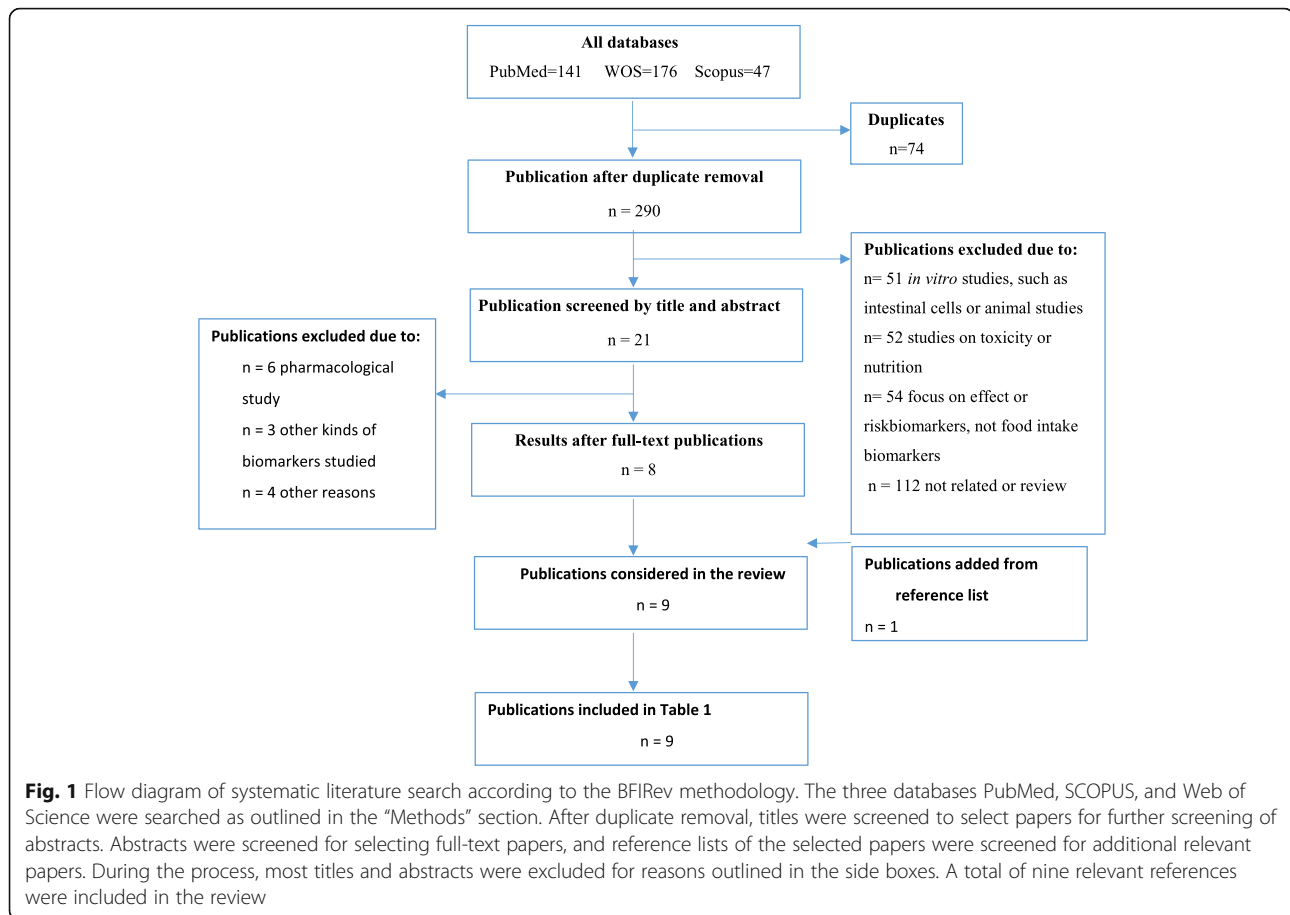 All databases
PubMed=141 WOS=176 Scopus=47
Duplicates
n=74
Publication after duplicate removal
n = 290
Publications excluded due to:
n= 51 in vitro studies, such as
intestinal cells or animal studies
n= 52 studies on toxicity or
nutrition
n= 54 focus on effect or
riskbiomarkers, not food intake
biomarkers
n = 112 not related or review
Publication screened by title and abstract
n = 21
Publications excluded due to:
n = 6 pharmacological
study
n = 3 other kinds of
biomarkers studied
n = 4 other reasons
Results after full-text publications
n = 8
Publications added from
reference list
n = 1
Publications considered in the review
n = 9
Publications included in Table 1
n = 9
Fig. 1 Flow diagram of systematic literature search according to the BFIRev methodology. The three databases PubMed, SCOPUS, and Web of
Science were searched as outlined in the “Methods” section. After duplicate removal, titles were screened to select papers for further screening of
abstracts. Abstracts were screened for selecting full-text papers, and reference lists of the selected papers were screened for additional relevant
papers. During the process, most titles and abstracts were excluded for reasons outlined in the side boxes. A total of nine relevant references
were included in the review